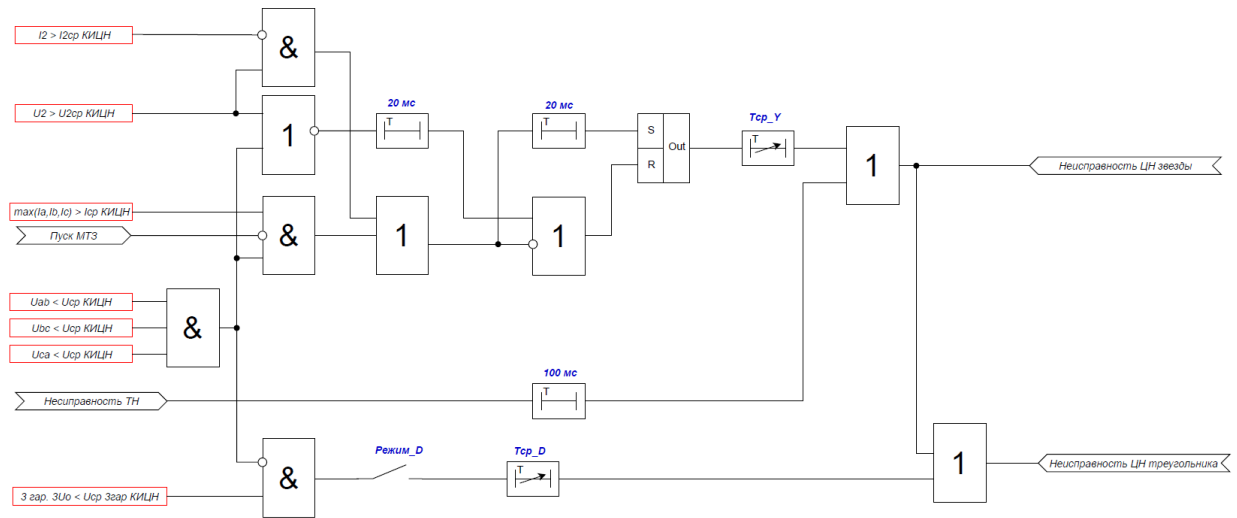 I2 > I2ср КИЦН
&
U2 > U2ср КИЦН
1
20 мс
T
20 мс
T
S
R
Out
Тср_Y
T
1
Неисправность ЦН звезды
max(Ia,Ib,Ic) > Iср КИЦН
Пуск МТЗ
&
1
1
Uab < Uср КИЦН
Ubc < Uср КИЦН
Uca < Uср КИЦН
&
Несиправность ТН
100 мс
T
3 гар. 3Uo < Uср 3гар КИЦН
&
Режим_D
Тср_D
T
1
Неисправность ЦН треугольника